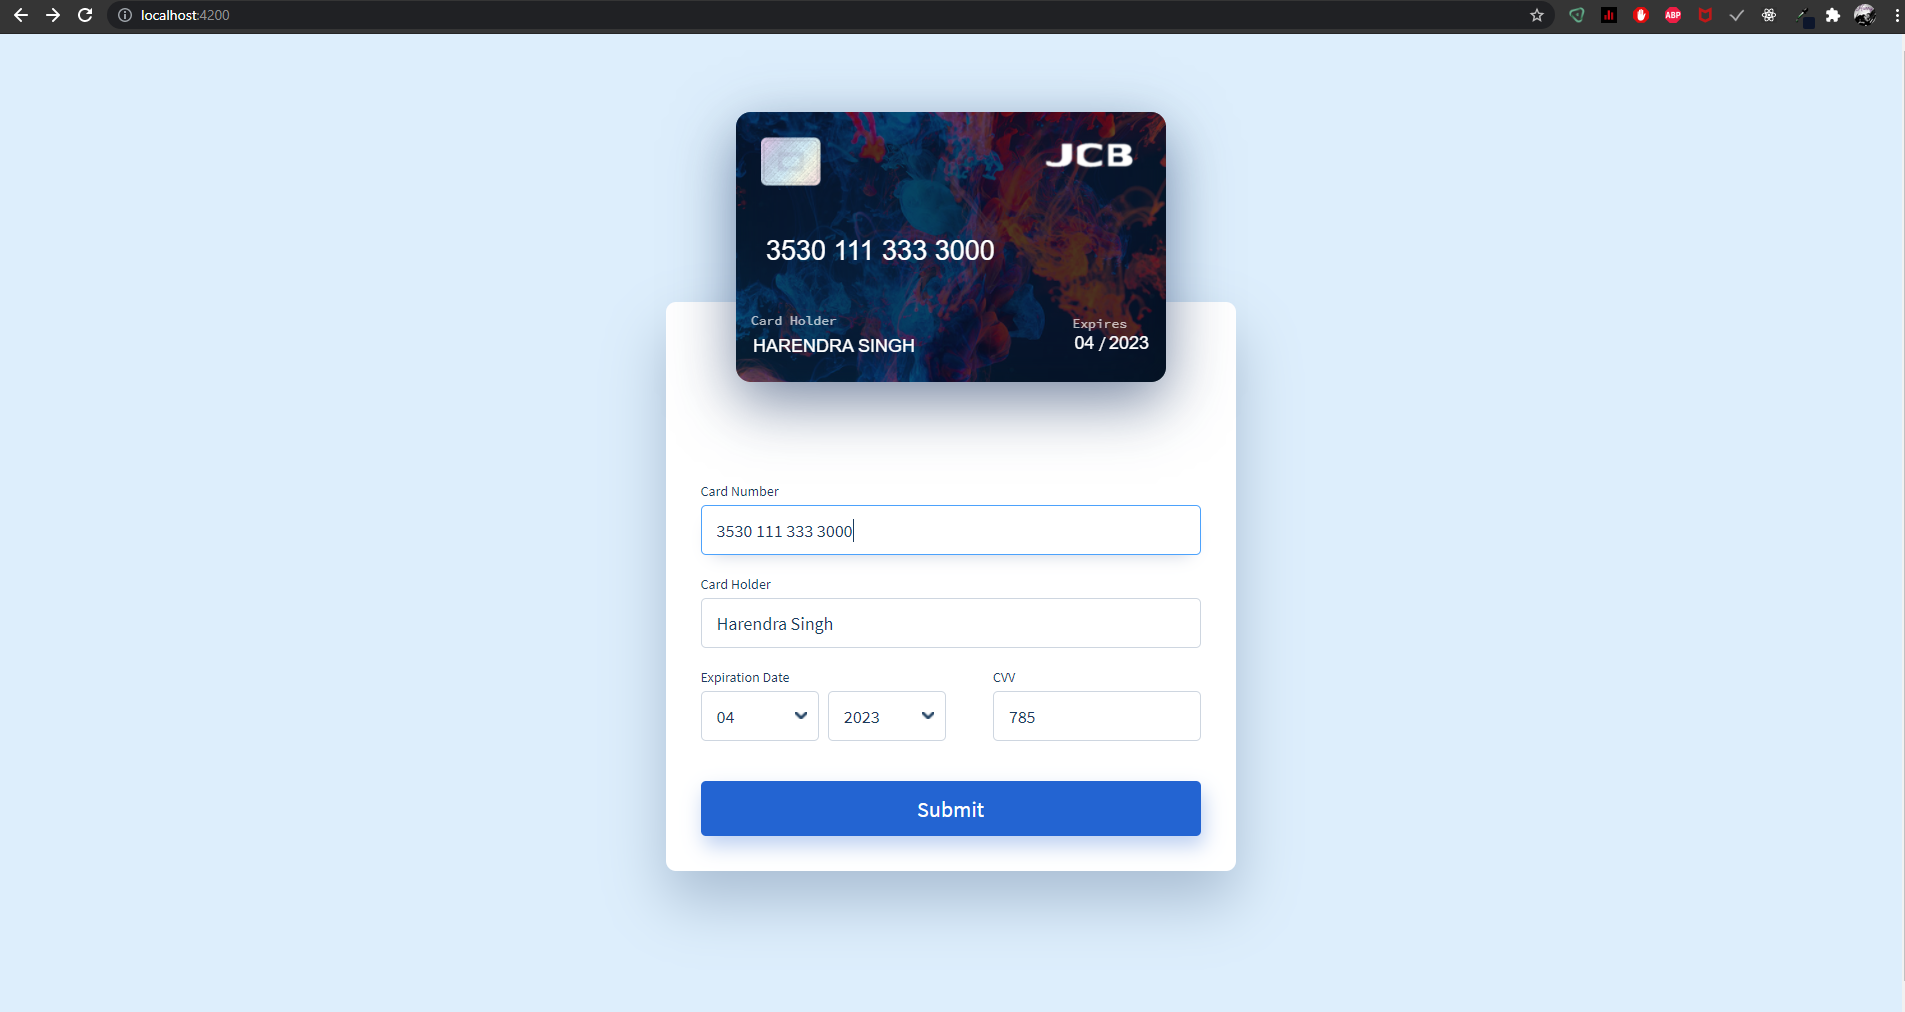 localhost:4200
ABP
JCB
3530 111 333 3000
Card Holder
Expires
HARENDRA SINGH
04 / 2023
Card Number
3530 111 333 3000
Card Holder
Harendra Singh
Expiration Date
CVV
04
2023
785
Submit